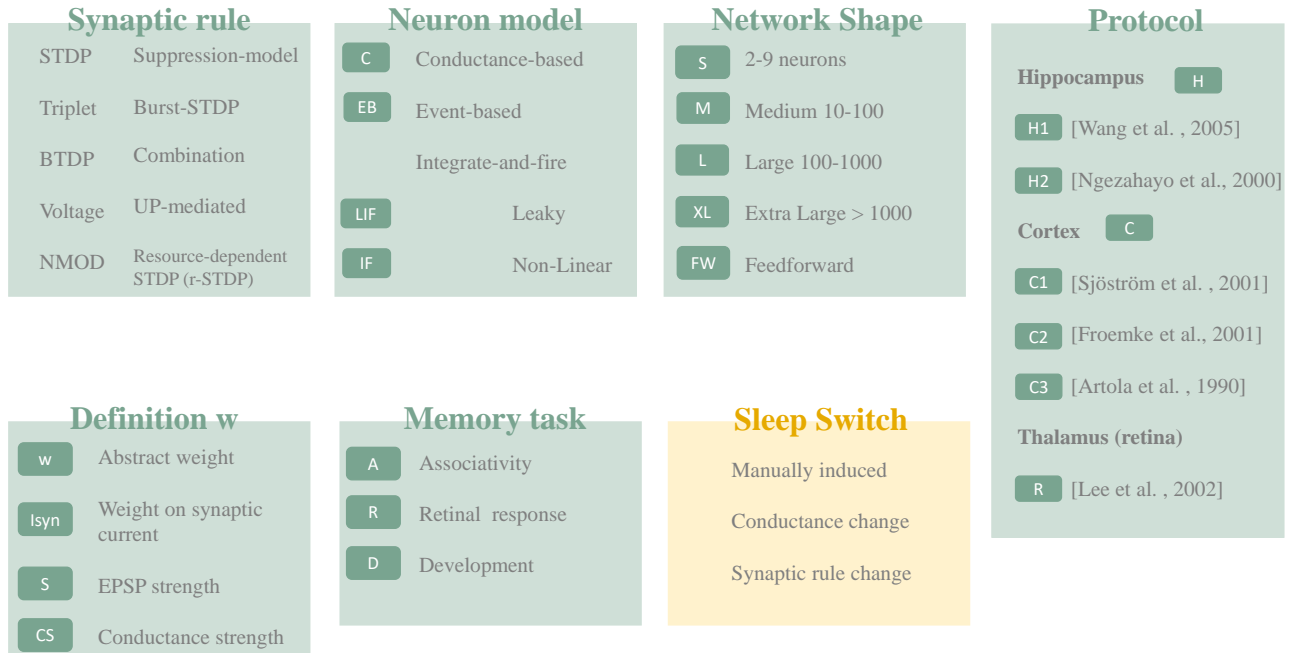 Synaptic rule
STDP Suppression-model
Triplet Burst-STDP
BTDP Combination
Voltage UP-mediated
NMOD Resource-dependent
STDP (r-STDP)
Neuron model
C Conductance-based
EB Event-based
Integrate-and-fire
LIF Leaky
IF Non-Linear
Network Shape
S 2-9 neurons
M Medium 10-100
L Large 100-1000
XL Extra Large > 1000
FW Feedforward
Protocol
Hippocampus H
H1 [Wang et al. , 2005]
H2 [Ngezahayo et al., 2000]
Cortex C
C1 [Sjöström et al. , 2001]
C2 [Froemke et al., 2001]
C3 [Artola et al. , 1990]
Thalamus (retina)
R [Lee et al. , 2002]
Definition w
w Abstract weight
Isyn Weight on synaptic
current
S EPSP strength
CS Conductance strength
Memory task
A Associativity
R Retinal response
D Development
Sleep Switch
Manually induced
Conductance change
Synaptic rule change